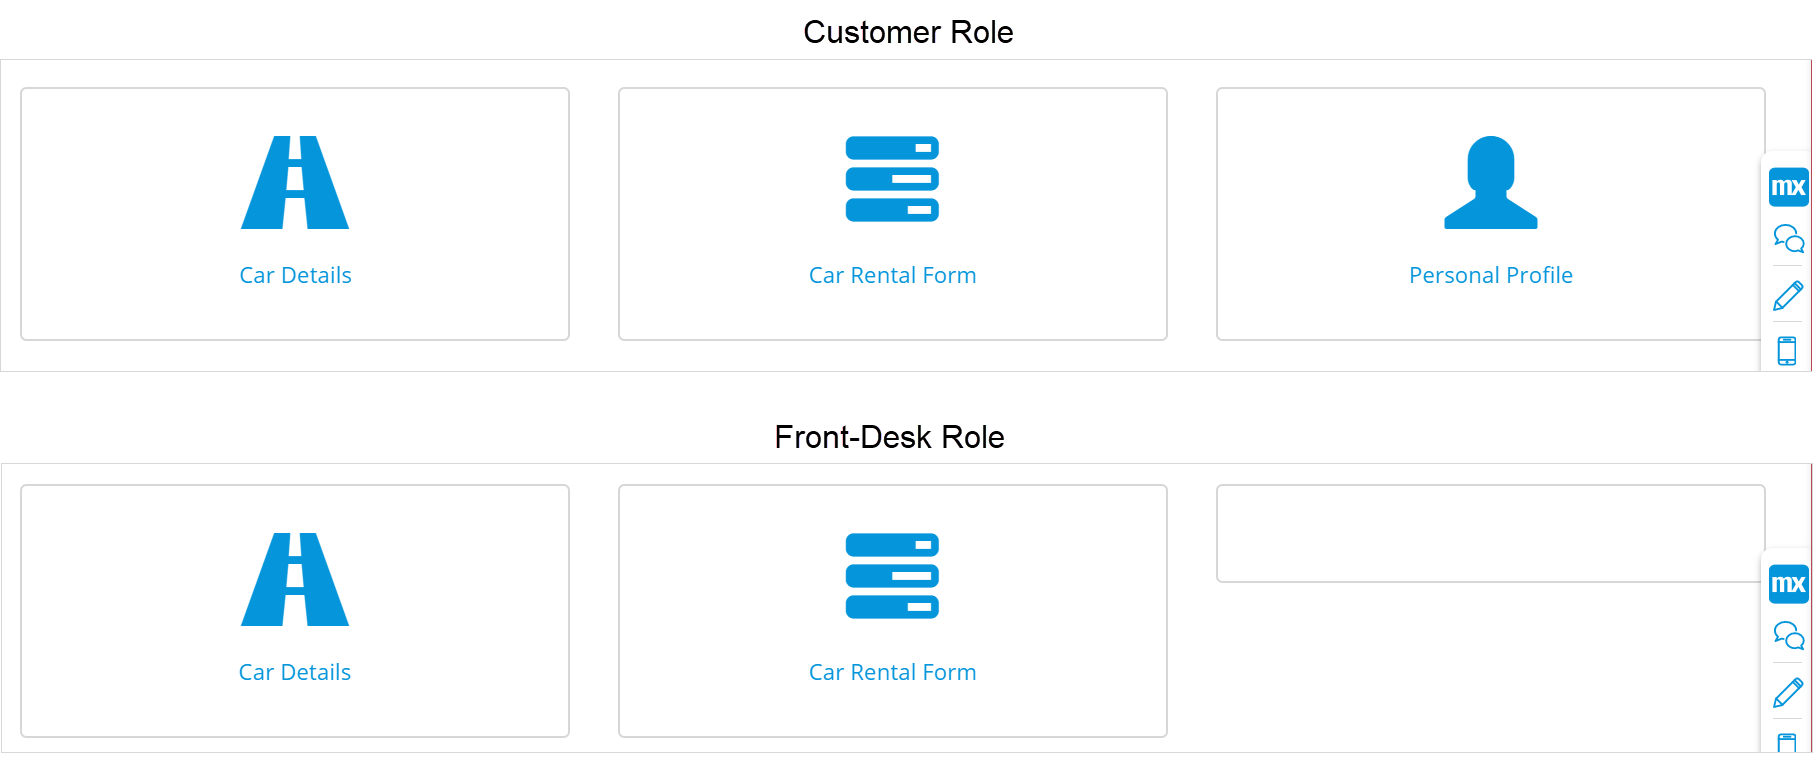 Customer Role
Car Details
Car Rental Form
Personal Profile
mx
Front-Desk Role
Car Details
Car Rental Form
mx